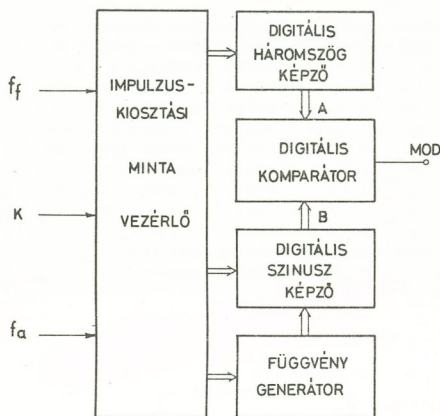 f_f
K
f_a
IMPULZUS-
KIOSZTÁSI
MINTA
VEZÉRLŐ
DIGITÁLIS
HÁROMSZÖG
KÉPZŐ
A
DIGITÁLIS
KOMPARÁTOR
MOD
B
DIGITÁLIS
SZINUSZ
KÉPZŐ
FÜGGVÉNY
GENERÁTOR